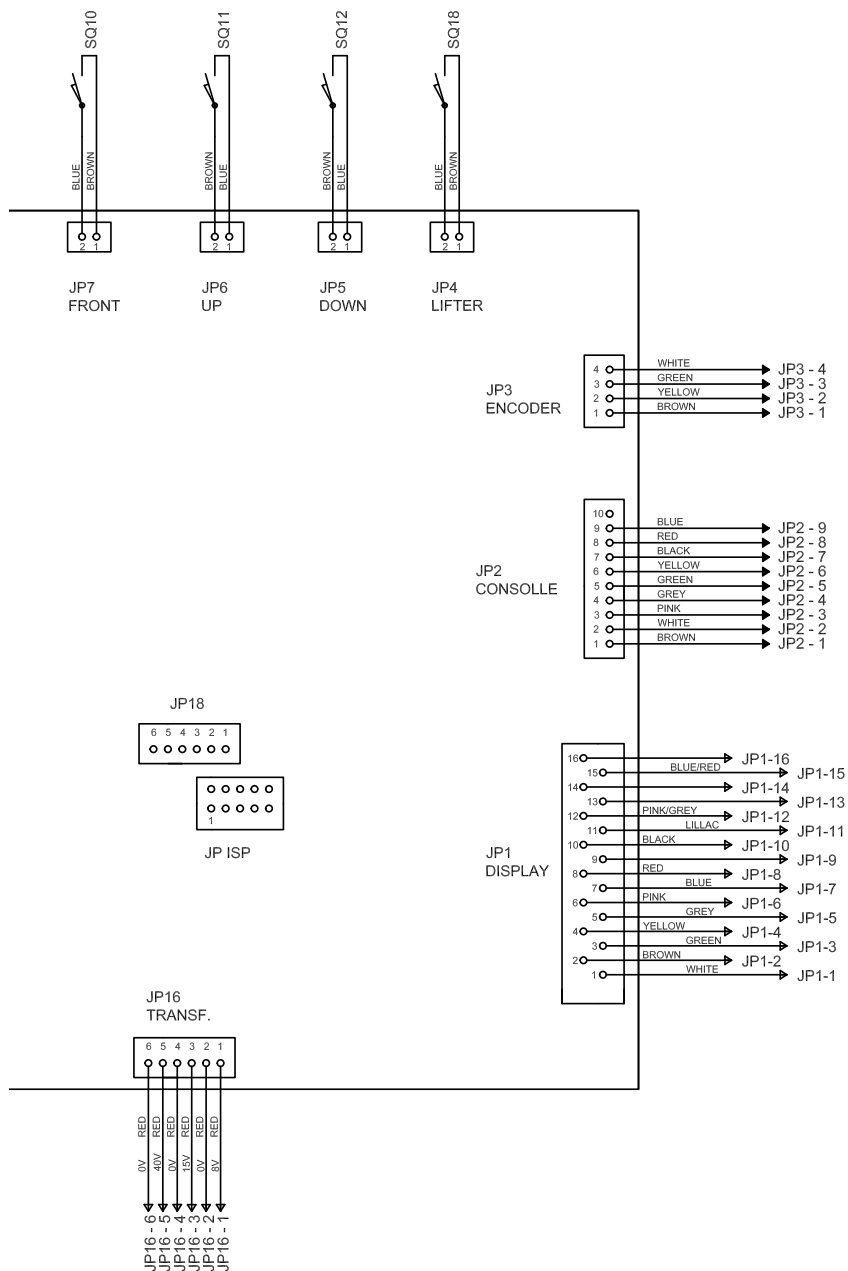 SQ10
SQ11
SQ12
SQ18
BLUE
BROWN
BROWN
BLUE
BROWN
BLUE
BLUE
BROWN
2 1
2 1
2 1
2 1
JP7
FRONT
JP6
UP
JP5
DOWN
JP4
LIFTER
JP3
ENCODER
4 WHITE JP3 - 4
3 GREEN JP3 - 3
2 YELLOW JP3 - 2
1 BROWN JP3 - 1
JP2
CONSOLLE
10
9 BLUE JP2 - 9
8 RED JP2 - 8
7 BLACK JP2 - 7
6 YELLOW JP2 - 6
5 GREEN JP2 - 5
4 GREY JP2 - 4
3 PINK JP2 - 3
2 WHITE JP2 - 2
1 BROWN JP2 - 1
JP18
6 5 4 3 2 1
1
JP ISP
JP1
DISPLAY
16 JP1-16
15 BLUE/RED JP1-15
14 JP1-14
13 JP1-13
12 PINK/GREY JP1-12
11 LILLAC JP1-11
10 BLACK JP1-10
9 JP1-9
8 RED JP1-8
7 BLUE JP1-7
6 PINK JP1-6
5 GREY JP1-5
4 YELLOW JP1-4
3 GREEN JP1-3
2 BROWN JP1-2
1 WHITE JP1-1
JP16
TRANSF.
6 5 4 3 2 1
0V RED
40V RED
0V RED
15V RED
0V RED
8V RED
JP16 - 6
JP16 - 5
JP16 - 4
JP16 - 3
JP16 - 2
JP16 - 1